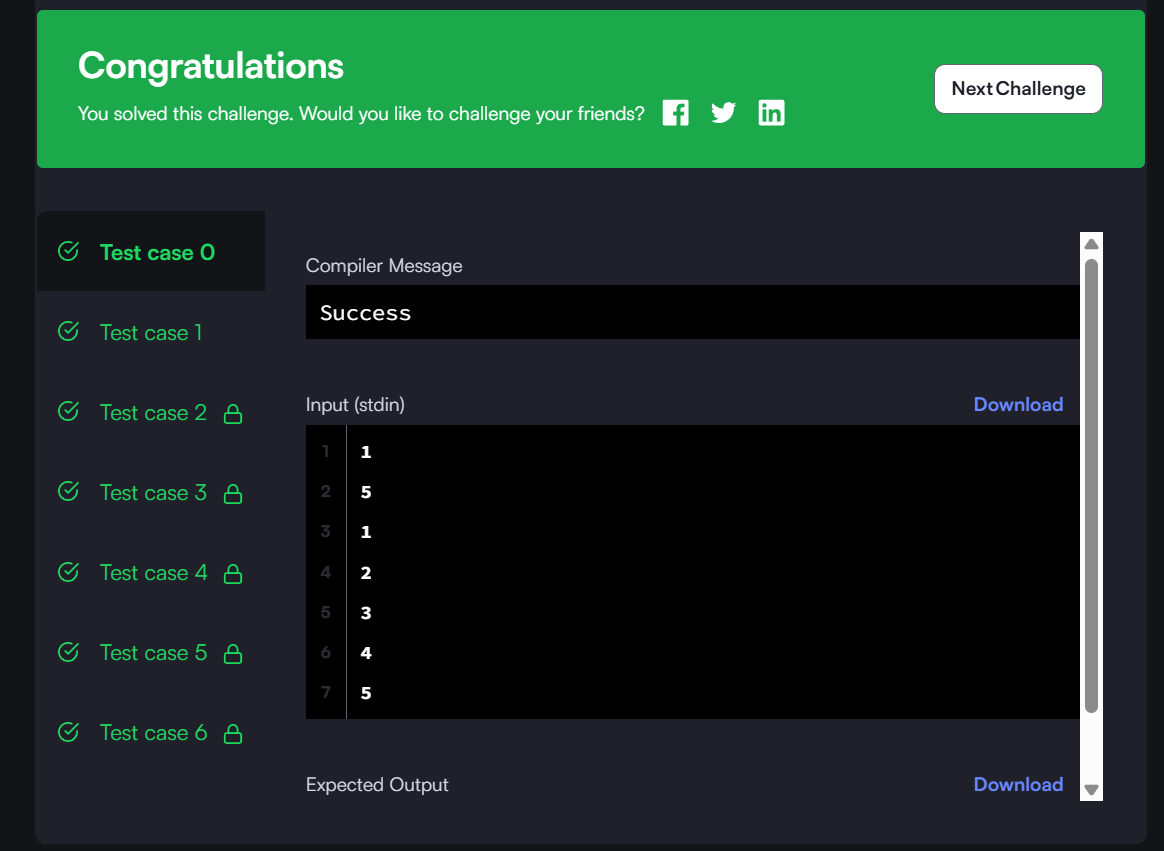 Congratulations
You solved this challenge. Would you like to challenge your friends?
Next Challenge
Test case 0
Test case 1
Test case 2
Test case 3
Test case 4
Test case 5
Test case 6
Compiler Message
Success
Input (stdin)
Download
1 1
2 5
3 1
4 2
5 3
6 4
7 5
Expected Output
Download